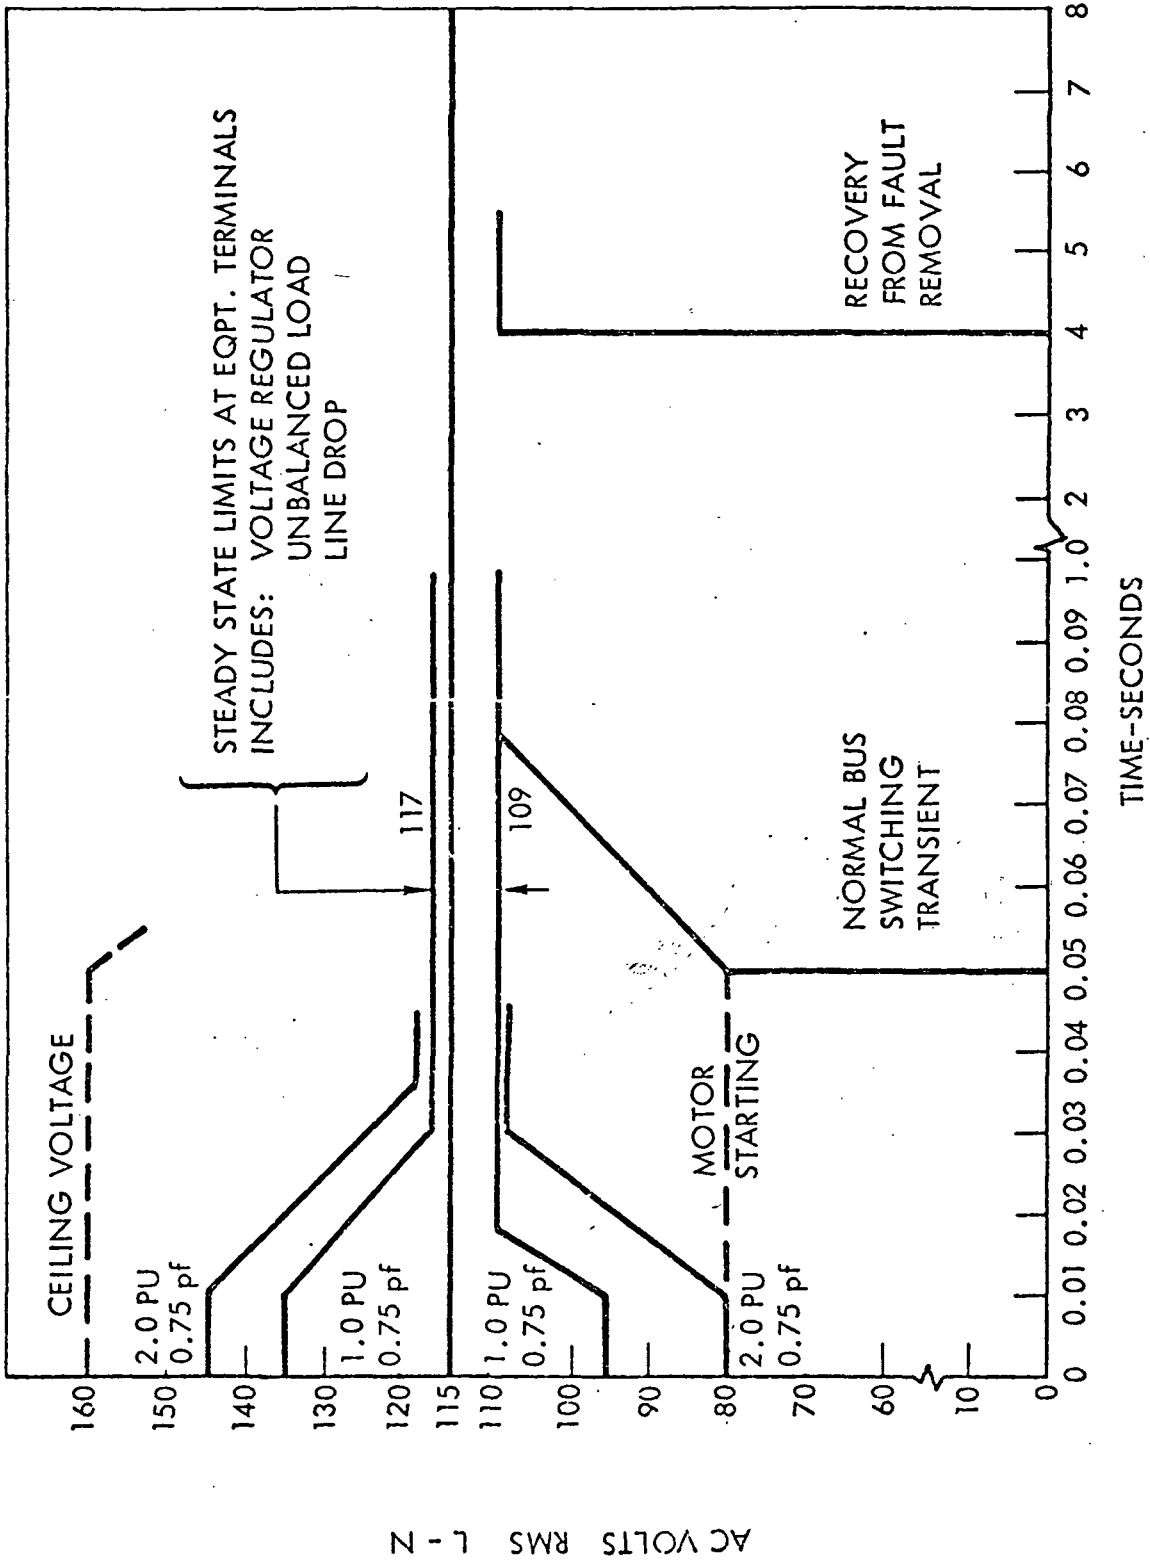 AC VOLTS RMS L - N
160
150
140
130
120
115
110
100
90
80
70
60
10
0
CEILING VOLTAGE
2.0 PU
0.75 pf
1.0 PU
0.75 pf
1.0 PU
0.75 pf
2.0 PU
0.75 pf
STEADY STATE LIMITS AT EQPT. TERMINALS
INCLUDES: VOLTAGE REGULATOR
UNBALANCED LOAD
LINE DROP
117
109
MOTOR
STARTING
NORMAL BUS
SWITCHING
TRANSIENT
RECOVERY
FROM FAULT
REMOVAL
0 0.01 0.02 0.03 0.04 0.05 0.06 0.07 0.08 0.09 1.0 2 3 4 5 6 7 8
TIME-SECONDS